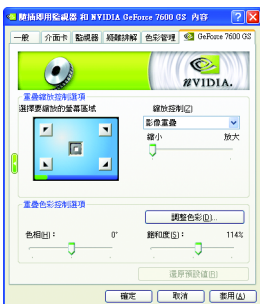 隨插即用監視器 和 NVIDIA GeForce 7600 GS 內容
一般 介面卡 監視器 疑難排解 色彩管理 GeForce 7600 GS
NVIDIA.
重疊縮放控制選項
選擇要縮放的螢幕區域
縮放控制(Z)
影像重疊
縮小 放大
重疊色彩控制選項
調整色彩(D)...
色相(H): 0° 飽和度(S): 114%
還原預設值(R)
確定 取消 套用(A)